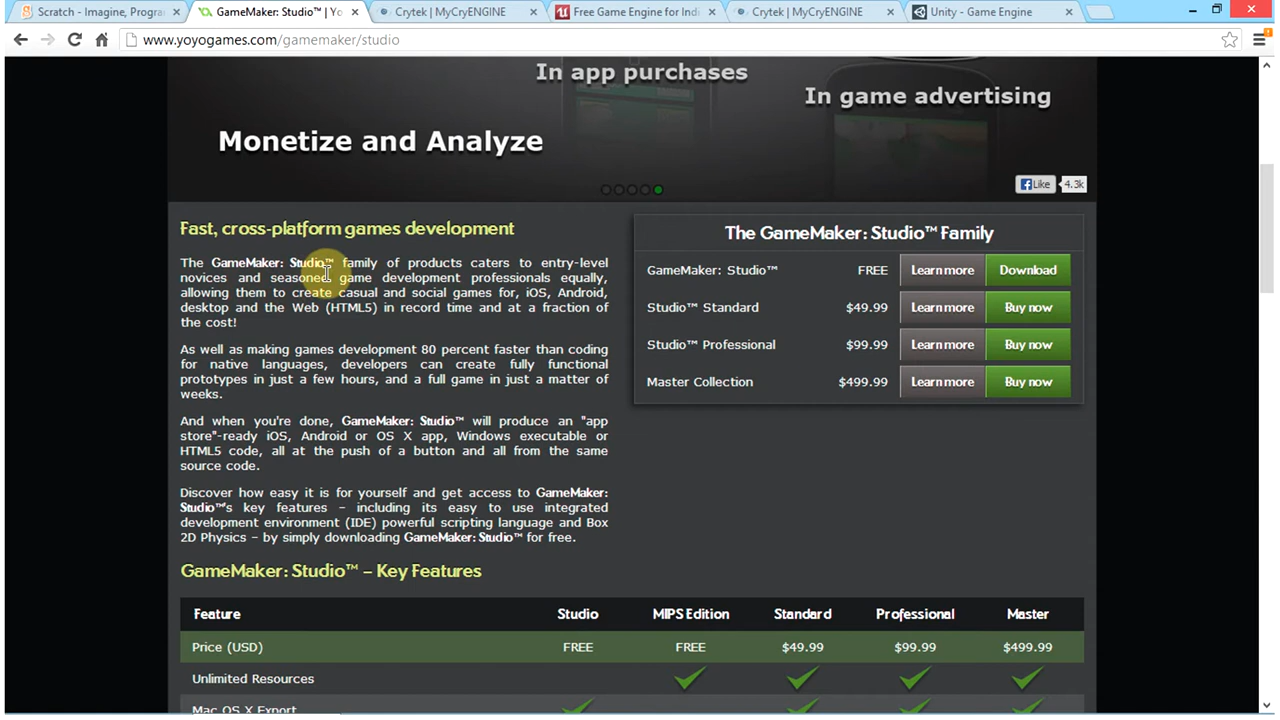 Scratch - Imagine, Progra
GameMaker: Studio™ | Yo
Crytek | MyCryENGINE
Free Game Engine for Indi
Crytek | MyCryENGINE
Unity - Game Engine
www.yoyogames.com/gamemaker/studio
In app purchases
In game advertising
Monetize and Analyze
Like 4.3k
Fast, cross-platform games development
The GameMaker: Studio™ family of products caters to entry-level
novices and seasoned game development professionals equally,
allowing them to create casual and social games for, iOS, Android,
desktop and the Web (HTML5) in record time and at a fraction of
the cost!
As well as making games development 80 percent faster than coding
for native languages, developers can create fully functional
prototypes in just a few hours, and a full game in just a matter of
weeks.
And when you're done, GameMaker: Studio™ will produce an "app
store"-ready iOS, Android or OS X app, Windows executable or
HTML5 code, all at the push of a button and all from the same
source code.
Discover how easy it is for yourself and get access to GameMaker:
Studio™'s key features – including its easy to use integrated
development environment (IDE) powerful scripting language and Box
2D Physics – by simply downloading GameMaker: Studio™ for free.
The GameMaker: Studio™ Family
GameMaker: Studio™ FREE Learn more Download
Studio™ Standard $49.99 Learn more Buy now
Studio™ Professional $99.99 Learn more Buy now
Master Collection $499.99 Learn more Buy now
GameMaker: Studio™ – Key Features
Feature Studio MIPS Edition Standard Professional Master
Price (USD) FREE FREE $49.99 $99.99 $499.99
Unlimited Resources
Mac OS X Export